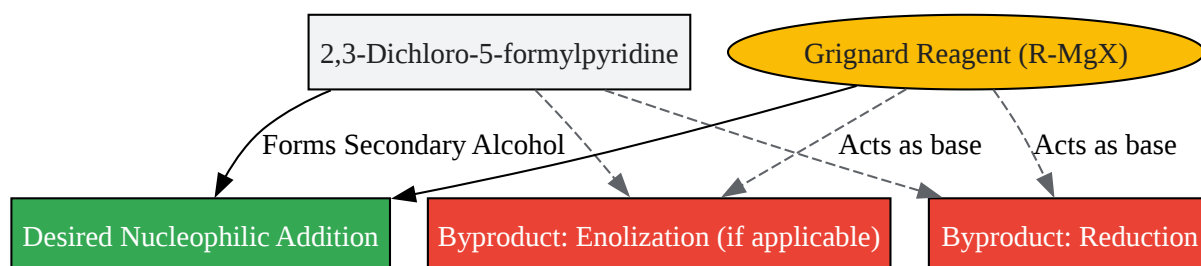 2,3-Dichloro-5-formylpyridine
Grignard Reagent (R-MgX)
Forms Secondary Alcohol
Acts as base
Acts as base
Desired Nucleophilic Addition
Byproduct: Enolization (if applicable)
Byproduct: Reduction